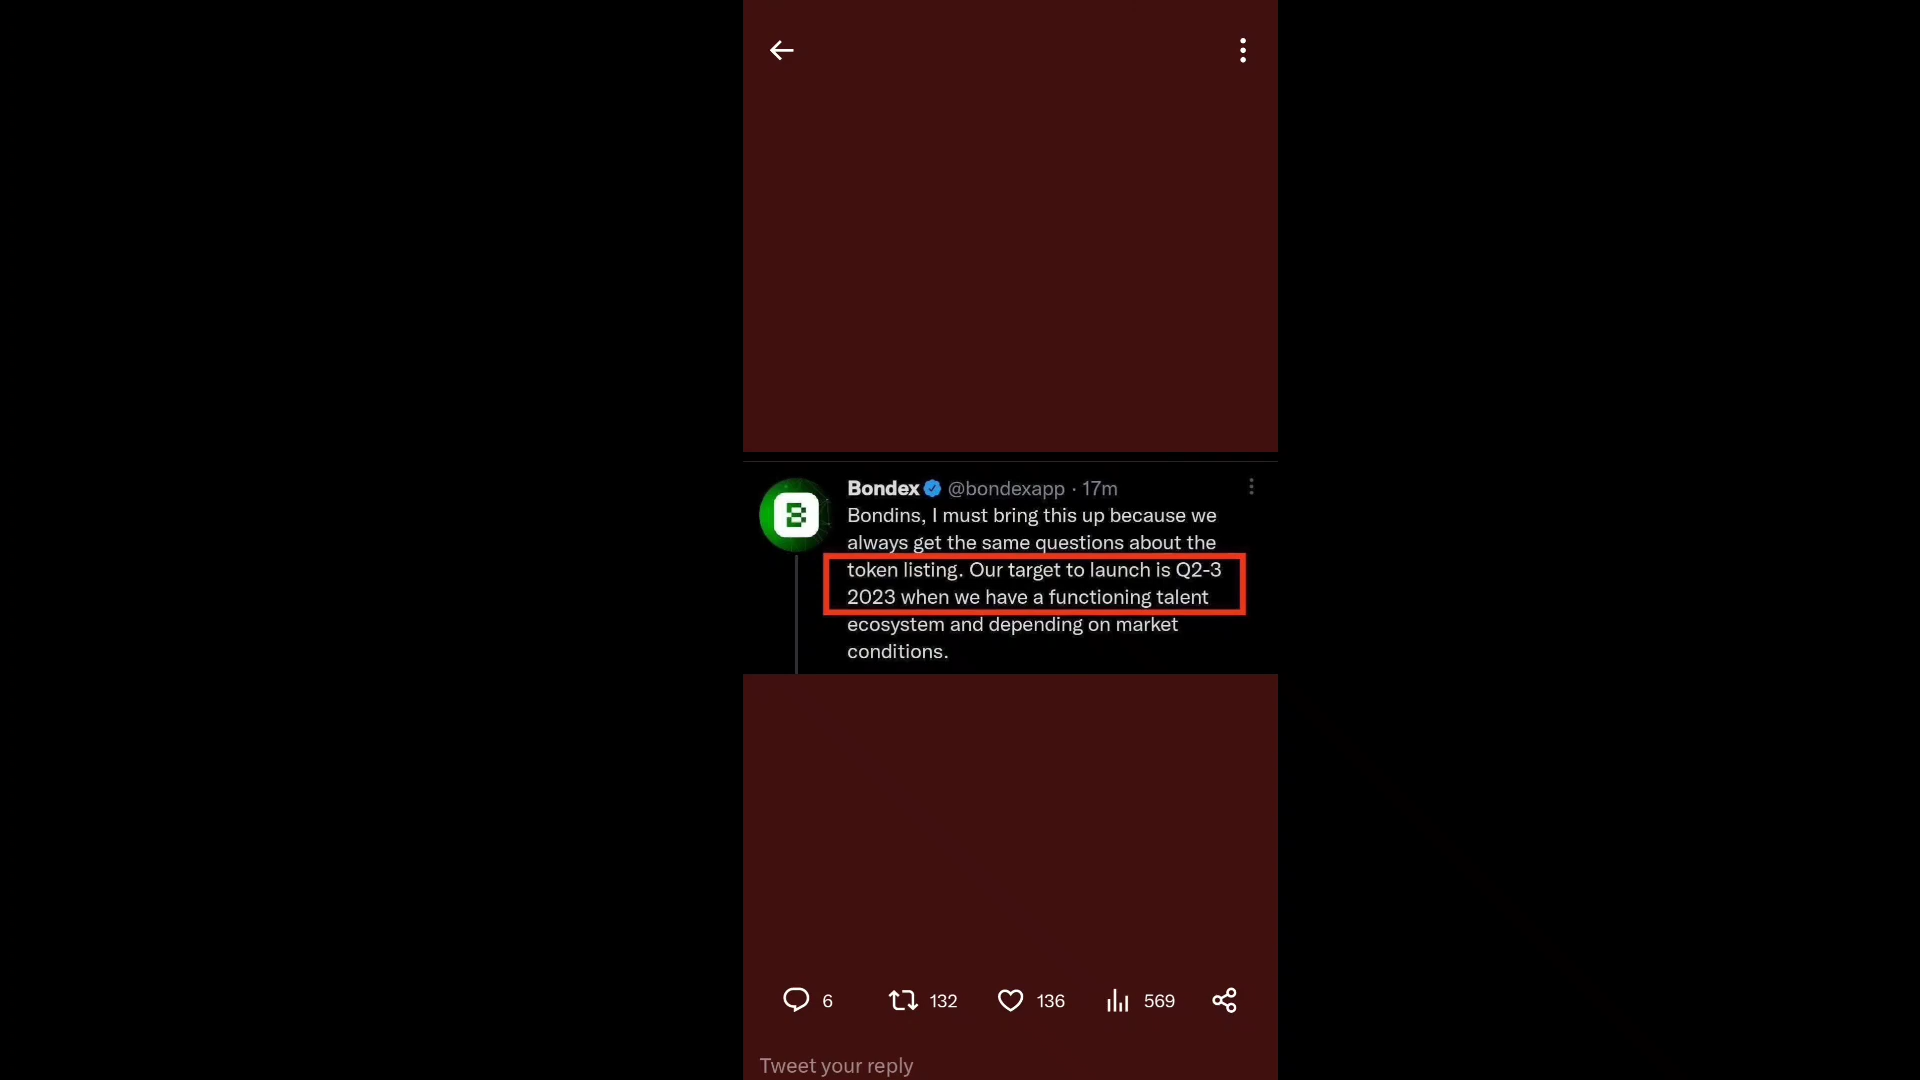 Bondex @bondexapp · 17m
Bondins, I must bring this up because we
always get the same questions about the
token listing. Our target to launch is Q2-3
2023 when we have a functioning talent
ecosystem and depending on market
conditions.
6 132 136 569
Tweet your reply